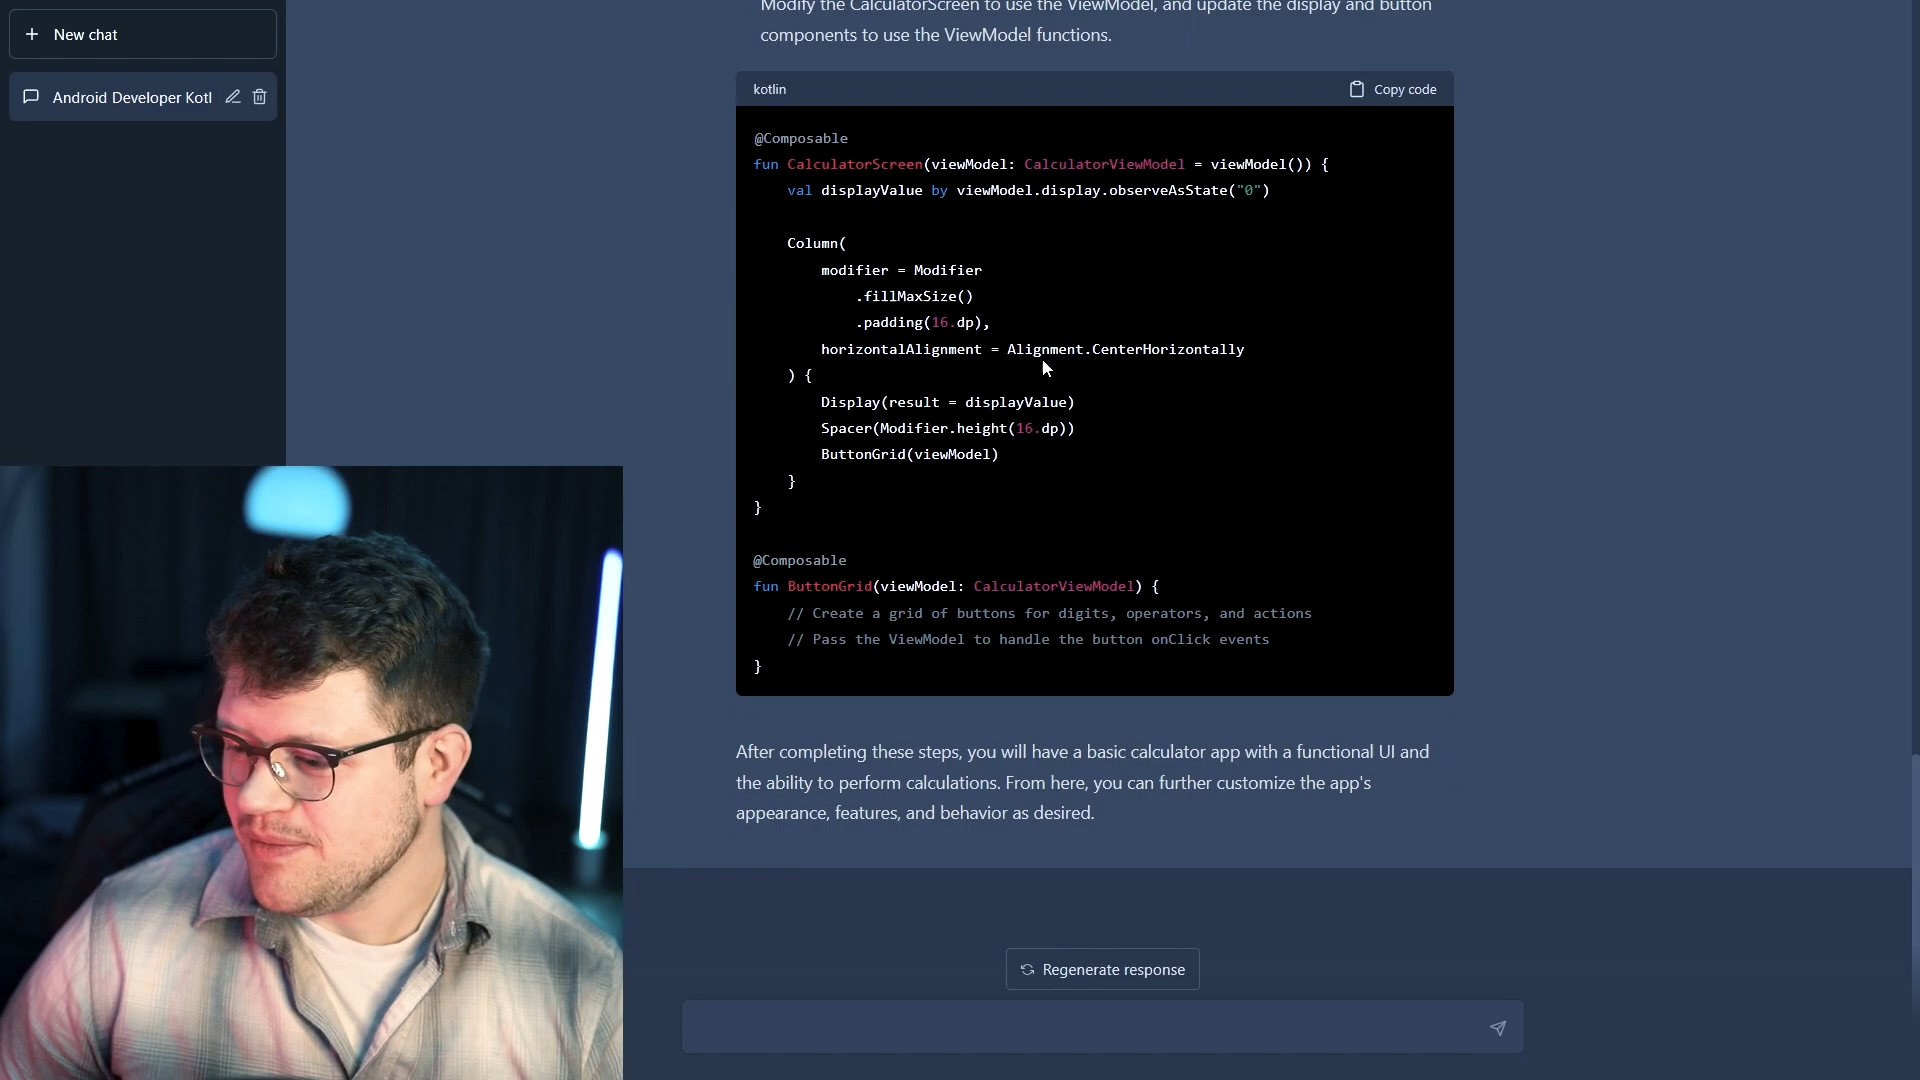 New chat
Android Developer Kotl
Modify the CalculatorScreen to use the ViewModel, and update the display and button
components to use the ViewModel functions.
kotlin
Copy code
@Composable
fun CalculatorScreen(viewModel: CalculatorViewModel = viewModel()) {
    val displayValue by viewModel.display.observeAsState("0")
    Column(
        modifier = Modifier
            .fillMaxSize()
            .padding(16.dp),
        horizontalAlignment = Alignment.CenterHorizontally
    ) {
        Display(result = displayValue)
        Spacer(Modifier.height(16.dp))
        ButtonGrid(viewModel)
    }
}
@Composable
fun ButtonGrid(viewModel: CalculatorViewModel) {
    // Create a grid of buttons for digits, operators, and actions
    // Pass the ViewModel to handle the button onClick events
}
After completing these steps, you will have a basic calculator app with a functional UI and
the ability to perform calculations. From here, you can further customize the app's
appearance, features, and behavior as desired.
Regenerate response